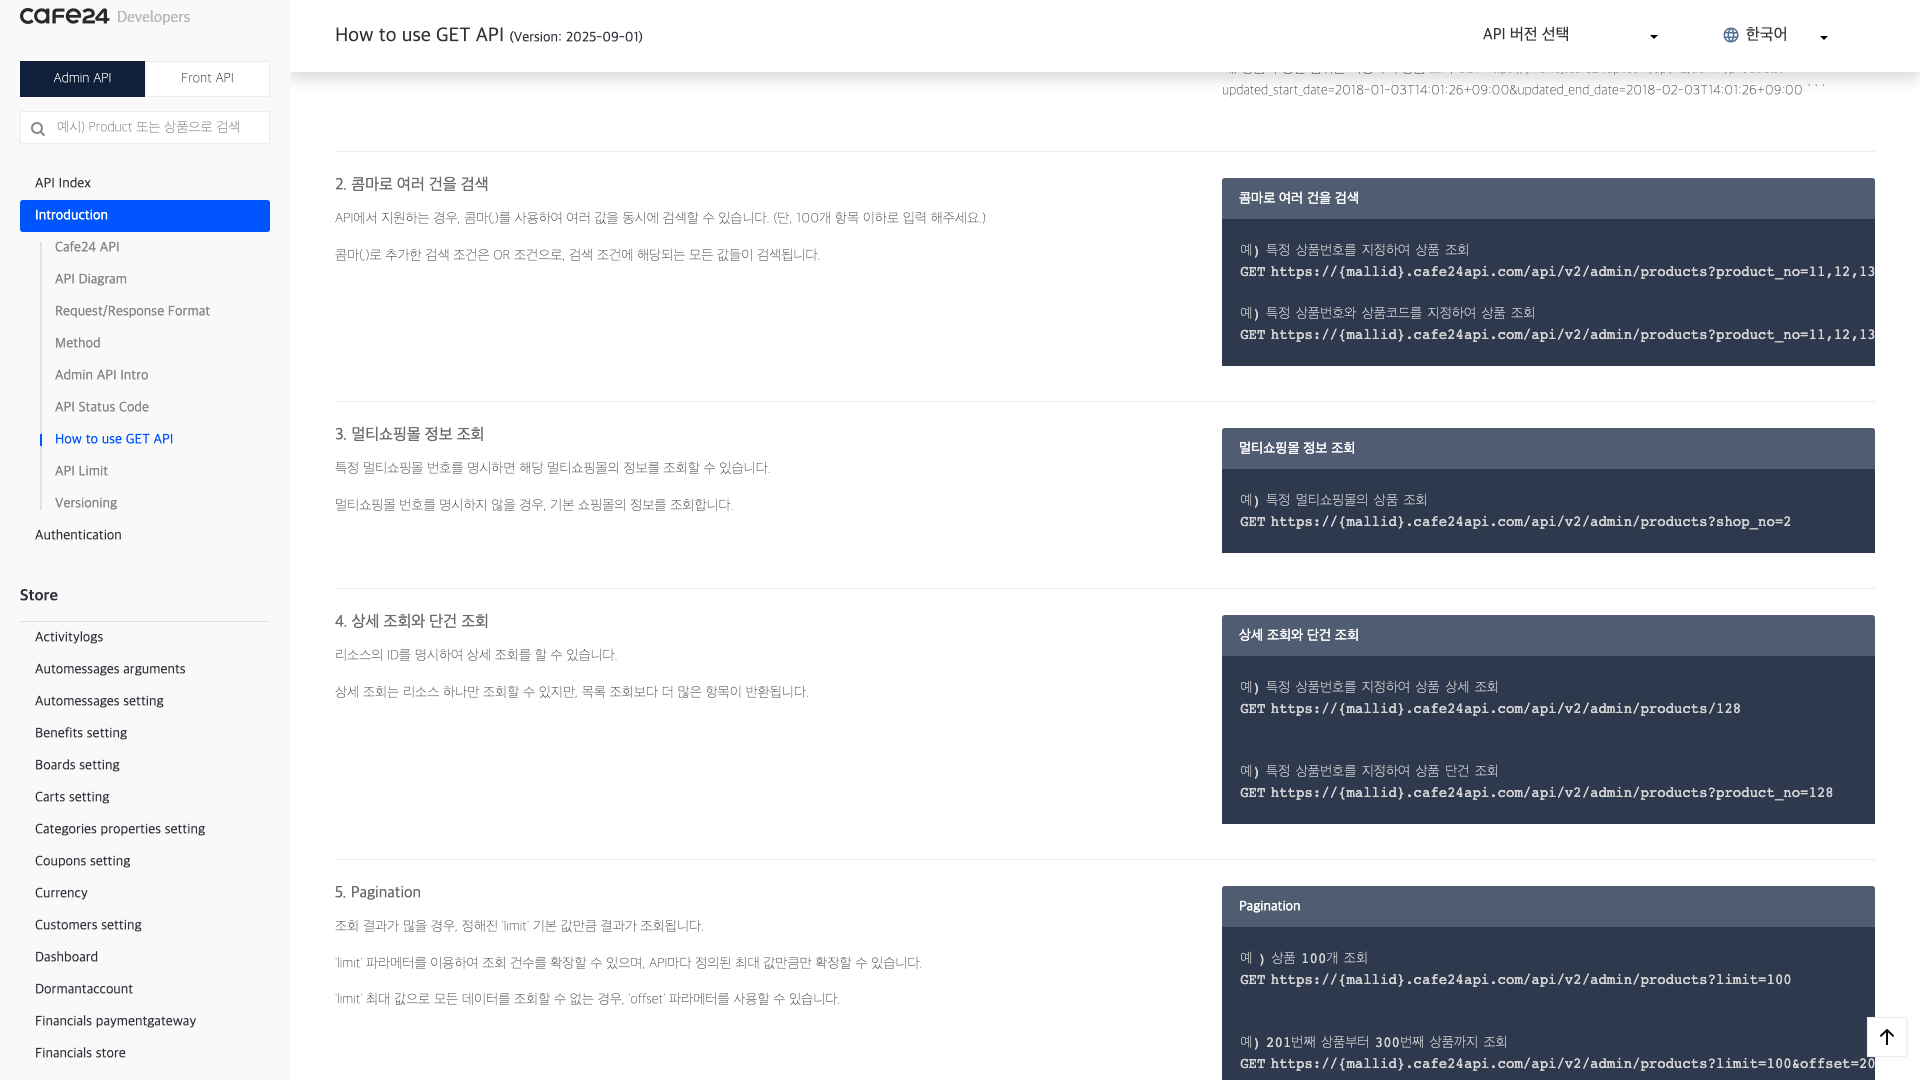 CAFE24 Developers
Admin API
Front API
예시) Product 또는 상품으로 검색
API Index
Introduction
Cafe24 API
API Diagram
Request/Response Format
Method
Admin API Intro
API Status Code
How to use GET API
API Limit
Versioning
Authentication
Store
Activitylogs
Automessages arguments
Automessages setting
Benefits setting
Boards setting
Carts setting
Categories properties setting
Coupons setting
Currency
Customers setting
Dashboard
Dormantaccount
Financials paymentgateway
Financials store
How to use GET API (Version: 2025-09-01)
API 버전 선택
한국어
updated_start_date=2018-01-03T14:01:26+09:00&updated_end_date=2018-02-03T14:01:26+09:00 ```
2. 콤마로 여러 건을 검색
API에서 지원하는 경우, 콤마(,)를 사용하여 여러 값을 동시에 검색할 수 있습니다. (단, 100개 항목 이하로 입력 해주세요.)
콤마(,)로 추가한 검색 조건은 OR 조건으로, 검색 조건에 해당되는 모든 값들이 검색됩니다.
콤마로 여러 건을 검색
예) 특정 상품번호를 지정하여 상품 조회
GET https://{mallid}.cafe24api.com/api/v2/admin/products?product_no=11,12,13
예) 특정 상품번호와 상품코드를 지정하여 상품 조회
GET https://{mallid}.cafe24api.com/api/v2/admin/products?product_no=11,12,13
3. 멀티쇼핑몰 정보 조회
특정 멀티쇼핑몰 번호를 명시하면 해당 멀티쇼핑몰의 정보를 조회할 수 있습니다.
멀티쇼핑몰 번호를 명시하지 않을 경우, 기본 쇼핑몰의 정보를 조회합니다.
멀티쇼핑몰 정보 조회
예) 특정 멀티쇼핑몰의 상품 조회
GET https://{mallid}.cafe24api.com/api/v2/admin/products?shop_no=2
4. 상세 조회와 단건 조회
리소스의 ID를 명시하여 상세 조회를 할 수 있습니다.
상세 조회는 리소스 하나만 조회할 수 있지만, 목록 조회보다 더 많은 항목이 반환됩니다.
상세 조회와 단건 조회
예) 특정 상품번호를 지정하여 상품 상세 조회
GET https://{mallid}.cafe24api.com/api/v2/admin/products/128
예) 특정 상품번호를 지정하여 상품 단건 조회
GET https://{mallid}.cafe24api.com/api/v2/admin/products?product_no=128
5. Pagination
조회 결과가 많을 경우, 정해진 'limit' 기본 값만큼 결과가 조회됩니다.
'limit' 파라메터를 이용하여 조회 건수를 확장할 수 있으며, API마다 정의된 최대 값만큼만 확장할 수 있습니다.
'limit' 최대 값으로 모든 데이터를 조회할 수 없는 경우, 'offset' 파라메터를 사용할 수 있습니다.
Pagination
예 ) 상품 100개 조회
GET https://{mallid}.cafe24api.com/api/v2/admin/products?limit=100
예) 201번째 상품부터 300번째 상품까지 조회
GET https://{mallid}.cafe24api.com/api/v2/admin/products?limit=100&offset=20